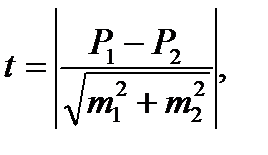 t = |(P₁ − P₂) / √(m₁² + m₂²)|,